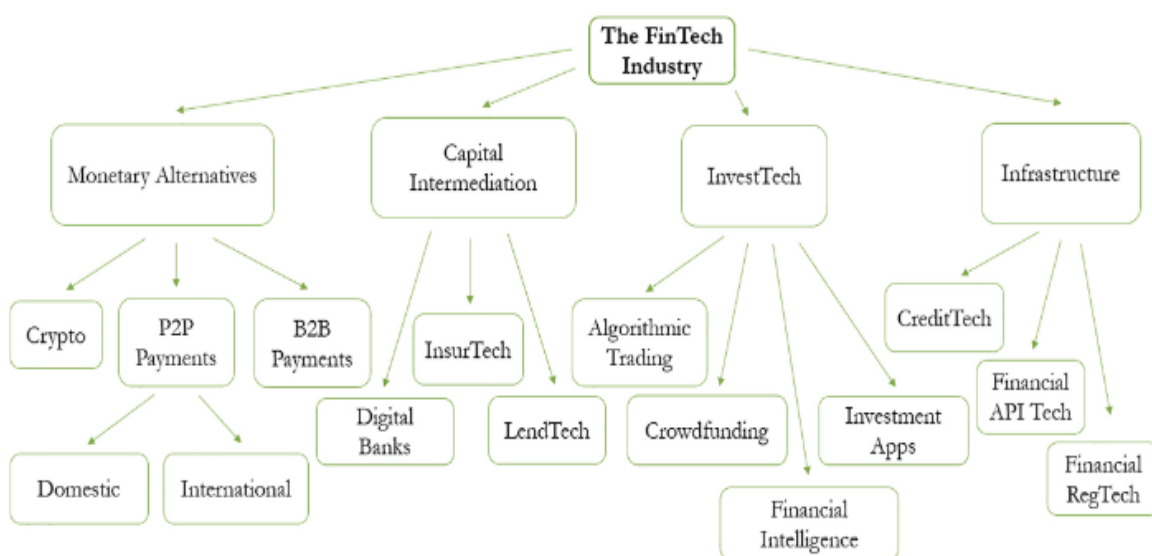 The FinTech
Industry
Monetary Alternatives
Capital
Intermediation
InvestTech
Infrastructure
Crypto
P2P
Payments
B2B
Payments
Domestic
International
Digital
Banks
InsurTech
LendTech
Algorithmic
Trading
Crowdfunding
Financial
Intelligence
Investment
Apps
CreditTech
Financial
API Tech
Financial
RegTech